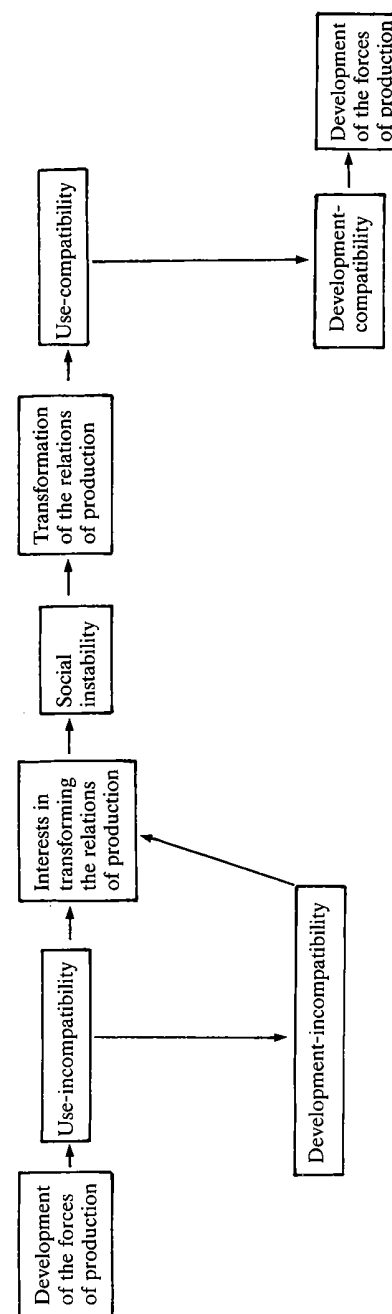 Development
of the forces
of production
Use-incompatibility
Development-incompatibility
Interests in
transforming
the relations
of production
Social
instability
Transformation
of the relations
of production
Use-compatibility
Development-
compatibility
Development
of the forces
of production